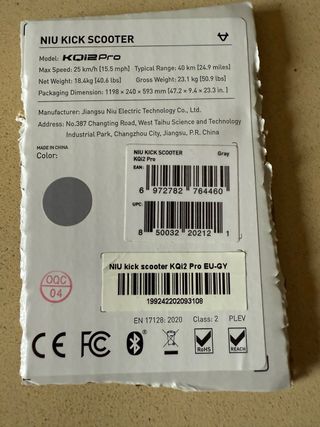 NIU KICK SCOOTER
Model: KQi2Pro
Max Speed: 25 km/h [15.5 mph] Typical Range: 40 km [24.9 miles]
Net Weight: 18.4kg [40.6 lbs] Gross Weight: 23.1 kg [50.9 lbs]
Packaging Dimension: 1198 × 240 × 593 mm [47.2 × 9.4 × 23.3 in]
Manufacturer: Jiangsu Niu Electric Technology Co., Ltd.
Address: No.387 Changting Road, West Taihu Science and Technology
Industrial Park, Changzhou City, Jiangsu, P.R. China
MADE IN CHINA
Color:
NIU KICK SCOOTER Gray
KQi2 Pro
EAN:
6 972782 764460
UPC:
8 50032 20212 1
OQC
04
NIU kick scooter KQi2 Pro EU-GY
199242202093108
EN 17128: 2020 Class: 2 PLEV
CE FC RoHS REACH